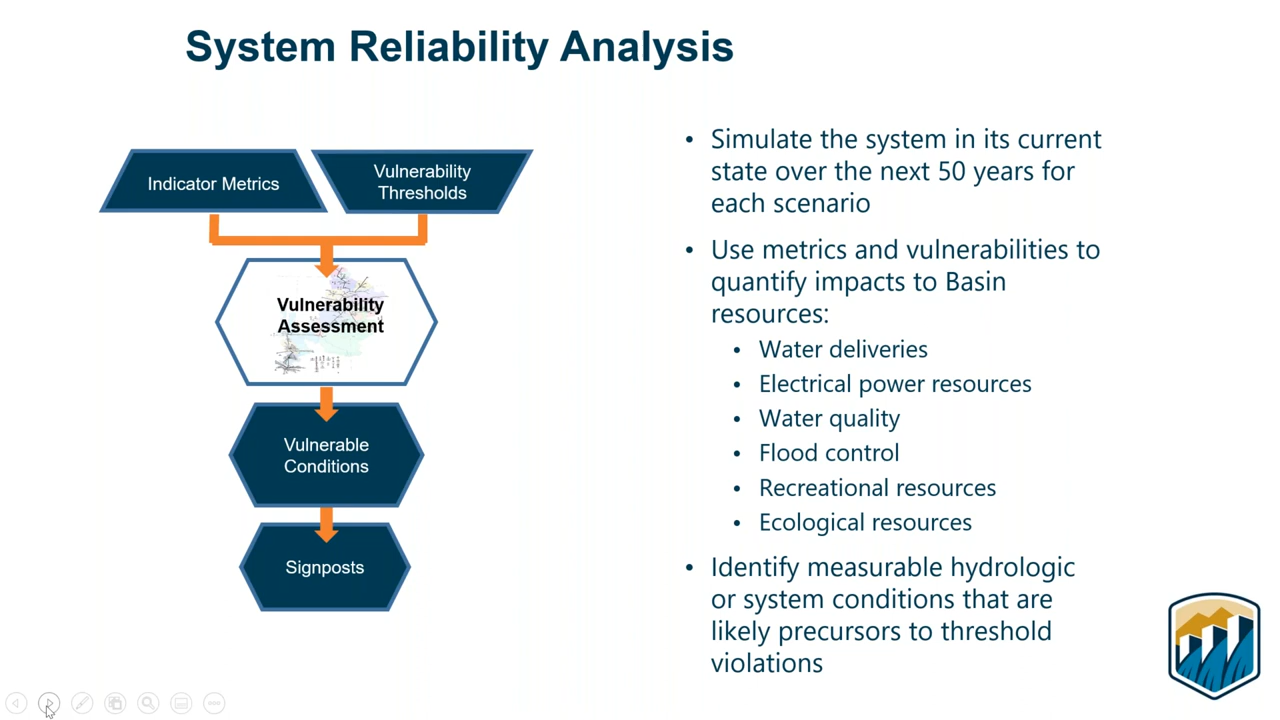 System Reliability Analysis
Indicator Metrics
Vulnerability
Thresholds
Vulnerability
Assessment
Vulnerable
Conditions
Signposts
• Simulate the system in its current
state over the next 50 years for
each scenario
• Use metrics and vulnerabilities to
quantify impacts to Basin
resources:
• Water deliveries
• Electrical power resources
• Water quality
• Flood control
• Recreational resources
• Ecological resources
• Identify measurable hydrologic
or system conditions that are
likely precursors to threshold
violations